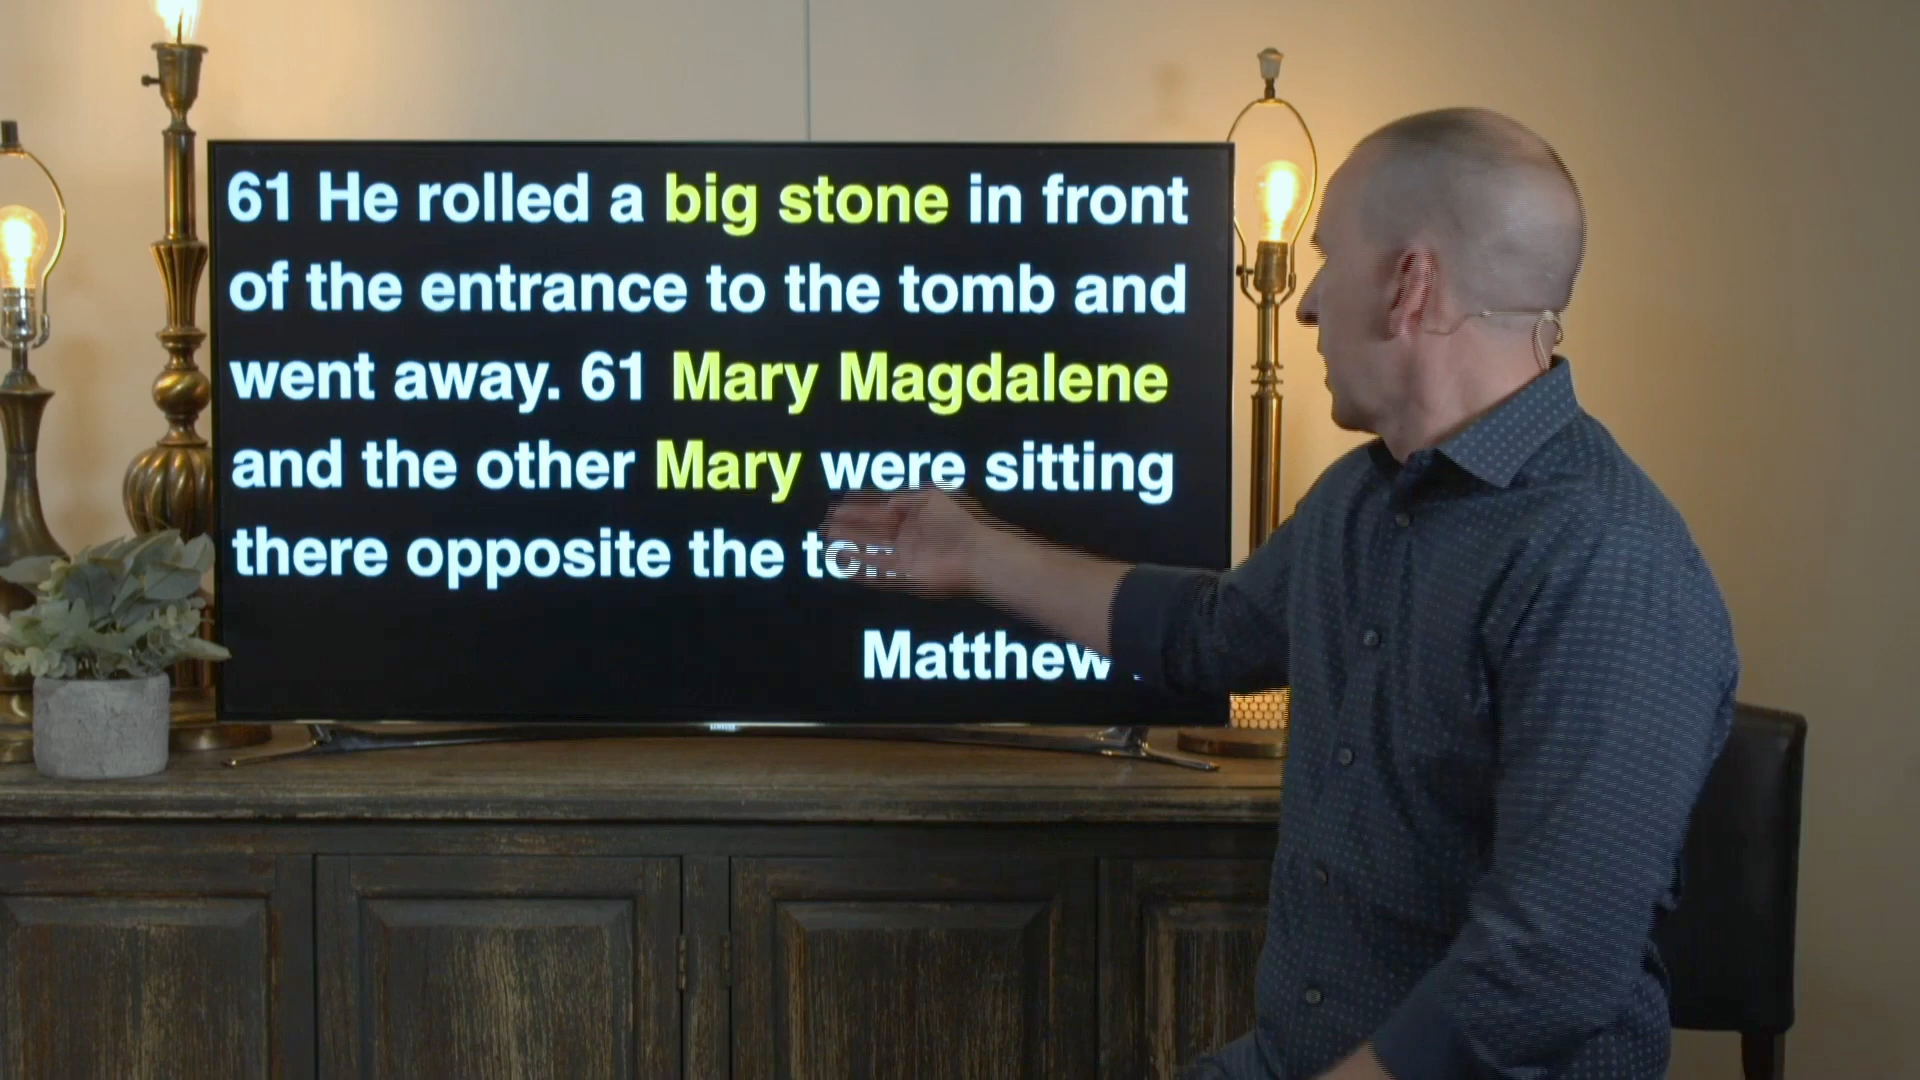 61 He rolled a big stone in front
of the entrance to the tomb and
went away. 61 Mary Magdalene
and the other Mary were sitting
there opposite the
Matthew